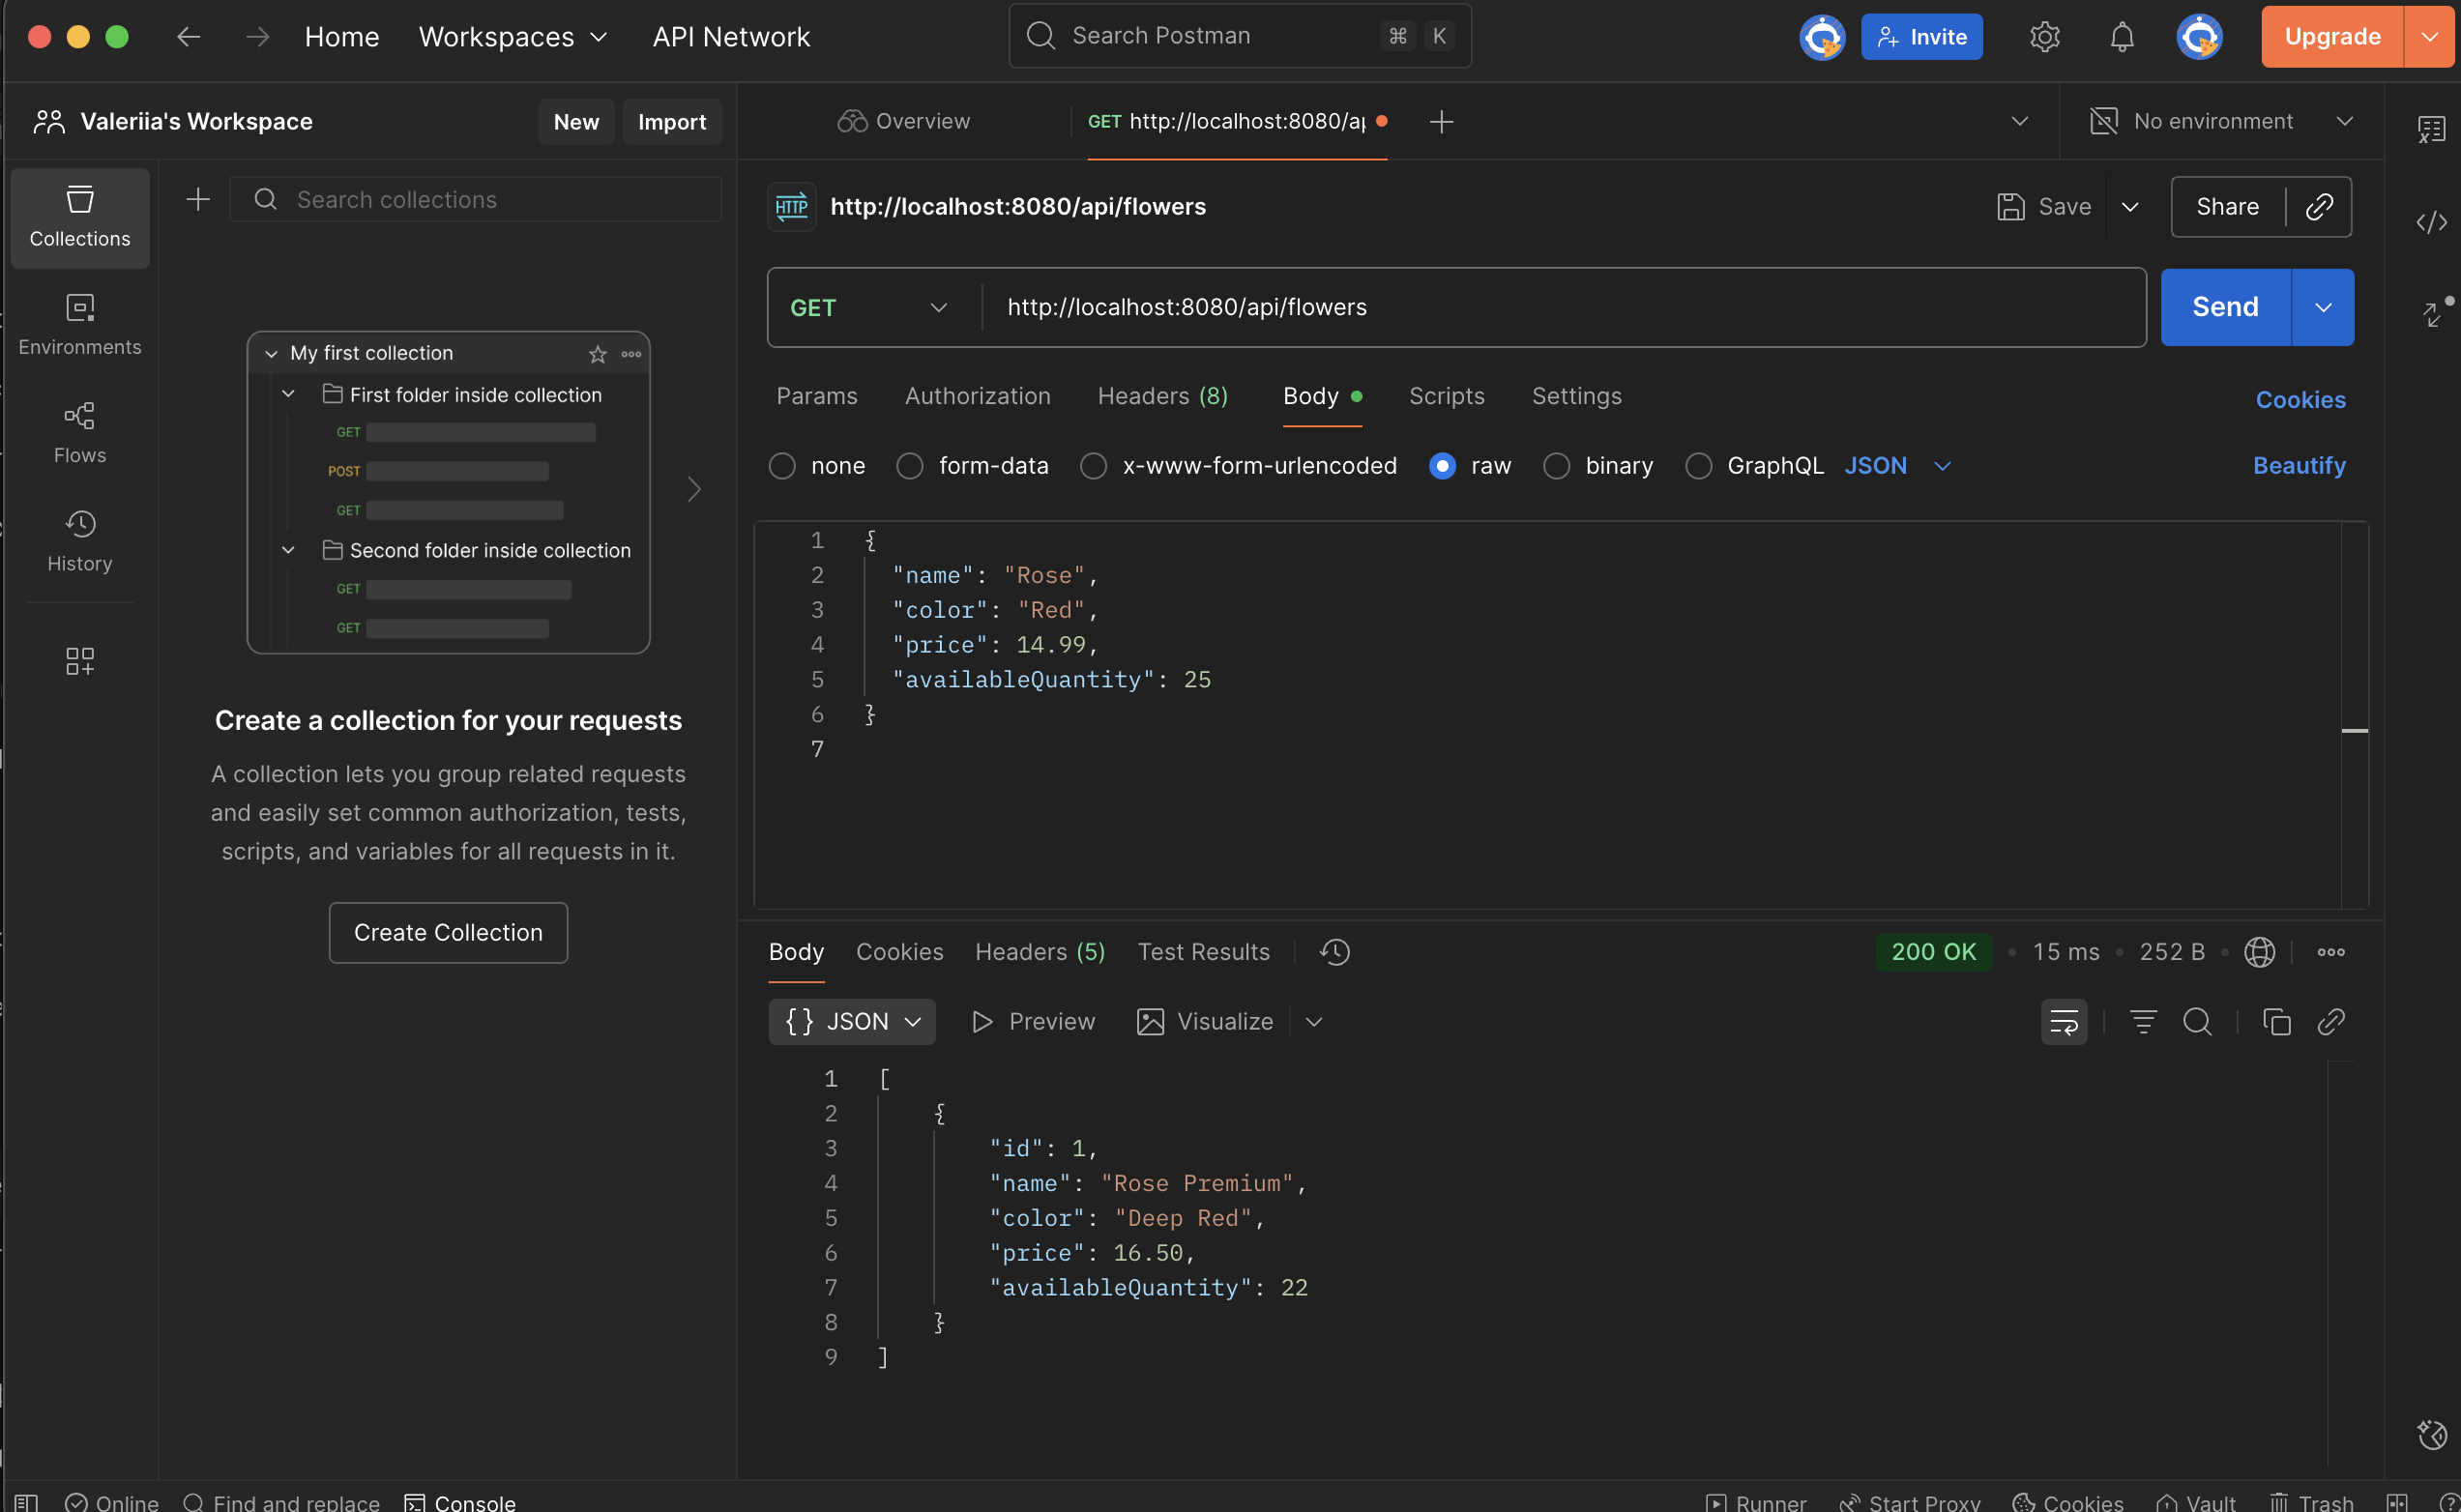 Home Workspaces API Network Search Postman ⌘ K Invite Upgrade
Valeriia's Workspace New Import Overview GET http://localhost:8080/ap No environment
Collections
Environments
Flows
History
Search collections
My first collection
First folder inside collection
GET
POST
GET
Second folder inside collection
GET
GET
Create a collection for your requests
A collection lets you group related requests
and easily set common authorization, tests,
scripts, and variables for all requests in it.
Create Collection
HTTP http://localhost:8080/api/flowers Save Share
GET http://localhost:8080/api/flowers Send
Params Authorization Headers (8) Body Scripts Settings Cookies
none form-data x-www-form-urlencoded raw binary GraphQL JSON Beautify
1 {
2 "name": "Rose",
3 "color": "Red",
4 "price": 14.99,
5 "availableQuantity": 25
6 }
7
Body Cookies Headers (5) Test Results 200 OK • 15 ms • 252 B •
{} JSON Preview Visualize
1 [
2 {
3 "id": 1,
4 "name": "Rose Premium",
5 "color": "Deep Red",
6 "price": 16.50,
7 "availableQuantity": 22
8 }
9 ]
Online Find and replace Console Runner Start Proxy Cookies Vault Trash